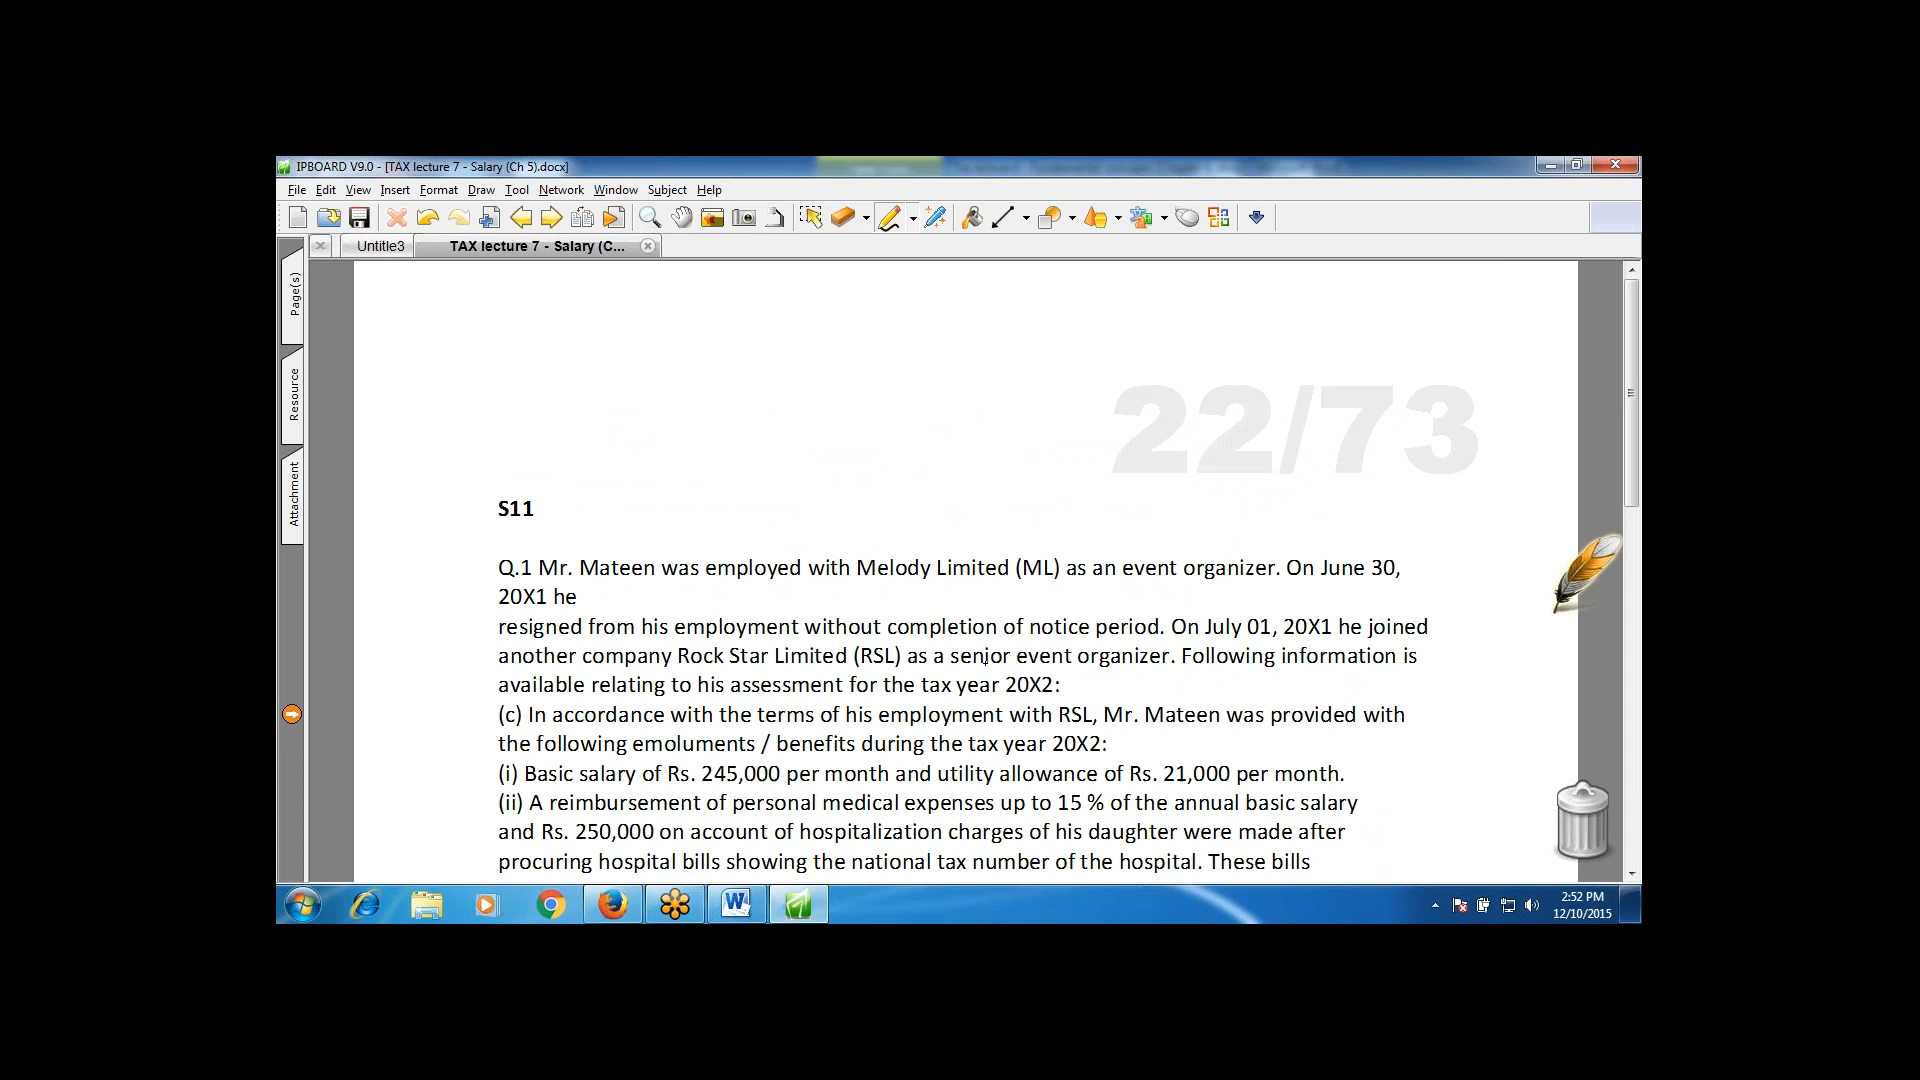 IPBOARD V9.0 - [TAX lecture 7 - Salary (Ch 5).docx]
File Edit View Insert Format Draw Tool Network Window Subject Help
Untitle3 TAX lecture 7 - Salary (C...
Page(s)
Resource
Attachment
22/73
S11
Q.1 Mr. Mateen was employed with Melody Limited (ML) as an event organizer. On June 30,
20X1 he
resigned from his employment without completion of notice period. On July 01, 20X1 he joined
another company Rock Star Limited (RSL) as a senior event organizer. Following information is
available relating to his assessment for the tax year 20X2:
(c) In accordance with the terms of his employment with RSL, Mr. Mateen was provided with
the following emoluments / benefits during the tax year 20X2:
(i) Basic salary of Rs. 245,000 per month and utility allowance of Rs. 21,000 per month.
(ii) A reimbursement of personal medical expenses up to 15 % of the annual basic salary
and Rs. 250,000 on account of hospitalization charges of his daughter were made after
procuring hospital bills showing the national tax number of the hospital. These bills
2:52 PM
12/10/2015